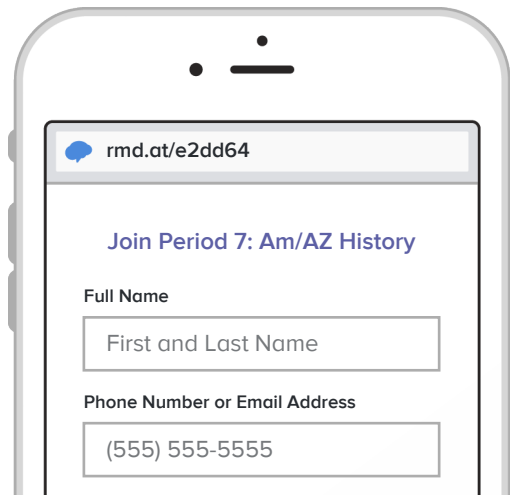 rmd.at/e2dd64
Join Period 7: Am/AZ History
Full Name
First and Last Name
Phone Number or Email Address
(555) 555-5555